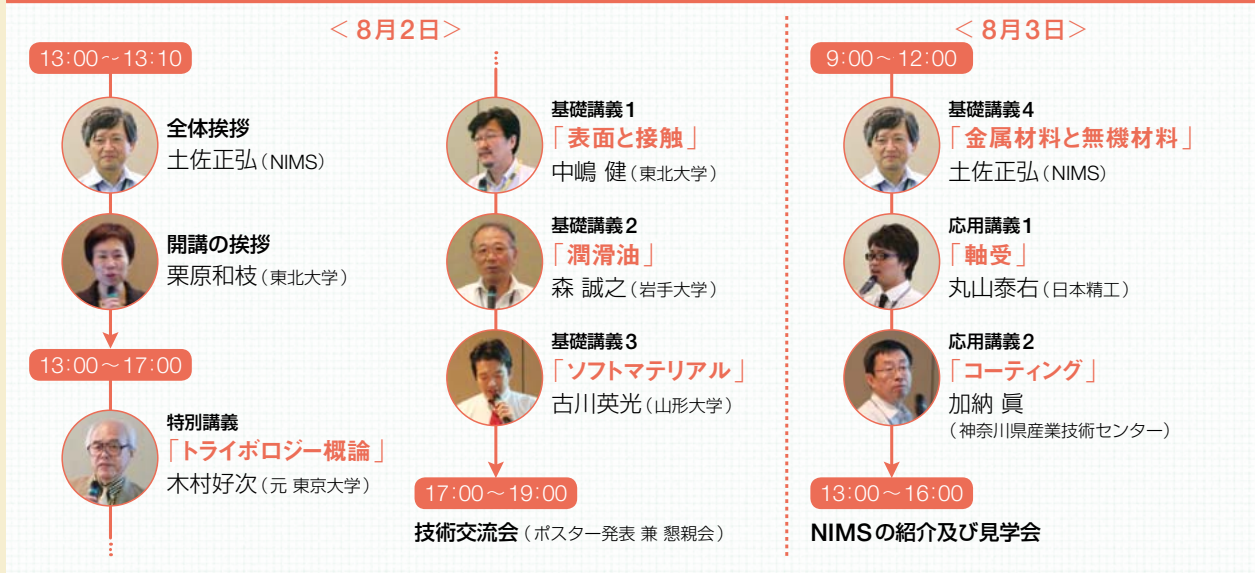 ＜8月2日＞
13：00～13：10
全体挨拶
土佐正弘（NIMS）
開講の挨拶
栗原和枝（東北大学）
13：00～17：00
特別講義
「トライボロジー概論」
木村好次（元 東京大学）
基礎講義1
「表面と接触」
中嶋 健（東北大学）
基礎講義2
「潤滑油」
森 誠之（岩手大学）
基礎講義3
「ソフトマテリアル」
古川英光（山形大学）
17：00～19：00
技術交流会（ポスター発表 兼 懇親会）
＜8月3日＞
9：00～12：00
基礎講義4
「金属材料と無機材料」
土佐正弘（NIMS）
応用講義1
「軸受」
丸山泰右（日本精工）
応用講義2
「コーティング」
加納 眞
（神奈川県産業技術センター）
13：00～16：00
NIMSの紹介及び見学会